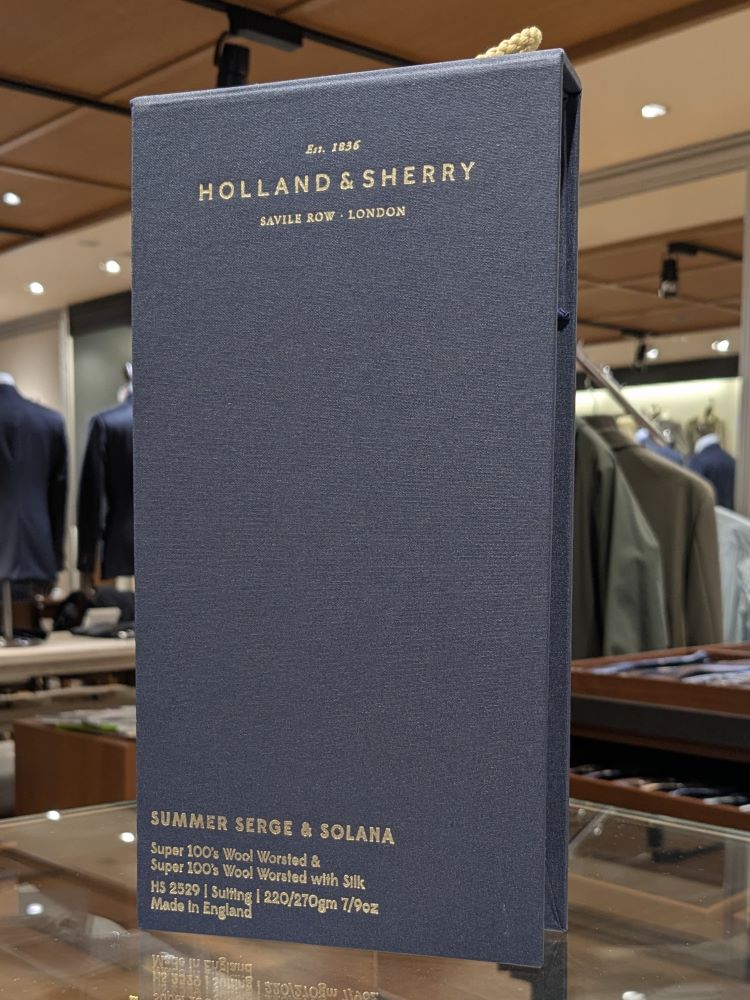 Est. 1836
HOLLAND & SHERRY
SAVILE ROW · LONDON
SUMMER SERGE & SOLANA
Super 100's Wool Worsted &
Super 100's Wool Worsted with Silk
HS 2529 | Suiting | 220/270gm 7/9oz
Made in England